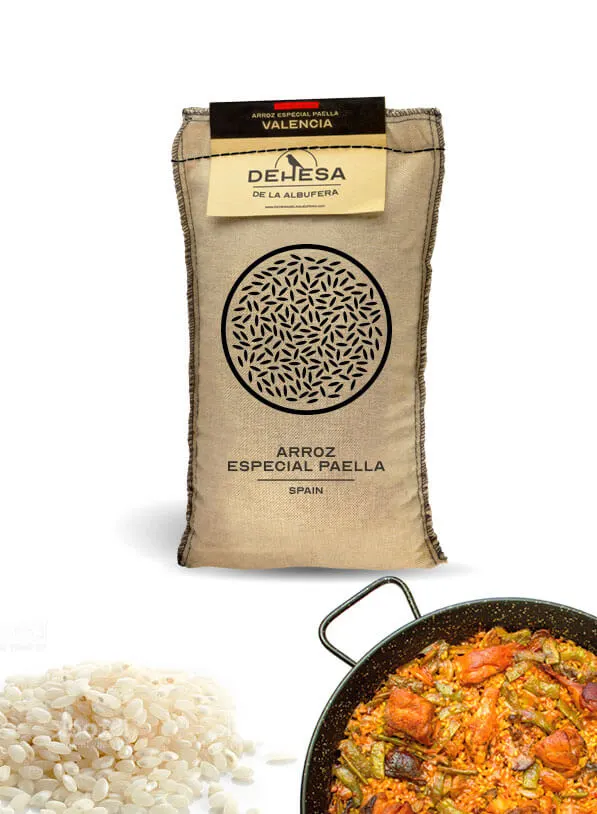 ARROZ ESPECIAL PAELLA
VALENCIA
DEHESA
DE LA ALBUFERA
ARROZ
ESPECIAL PAELLA
SPAIN